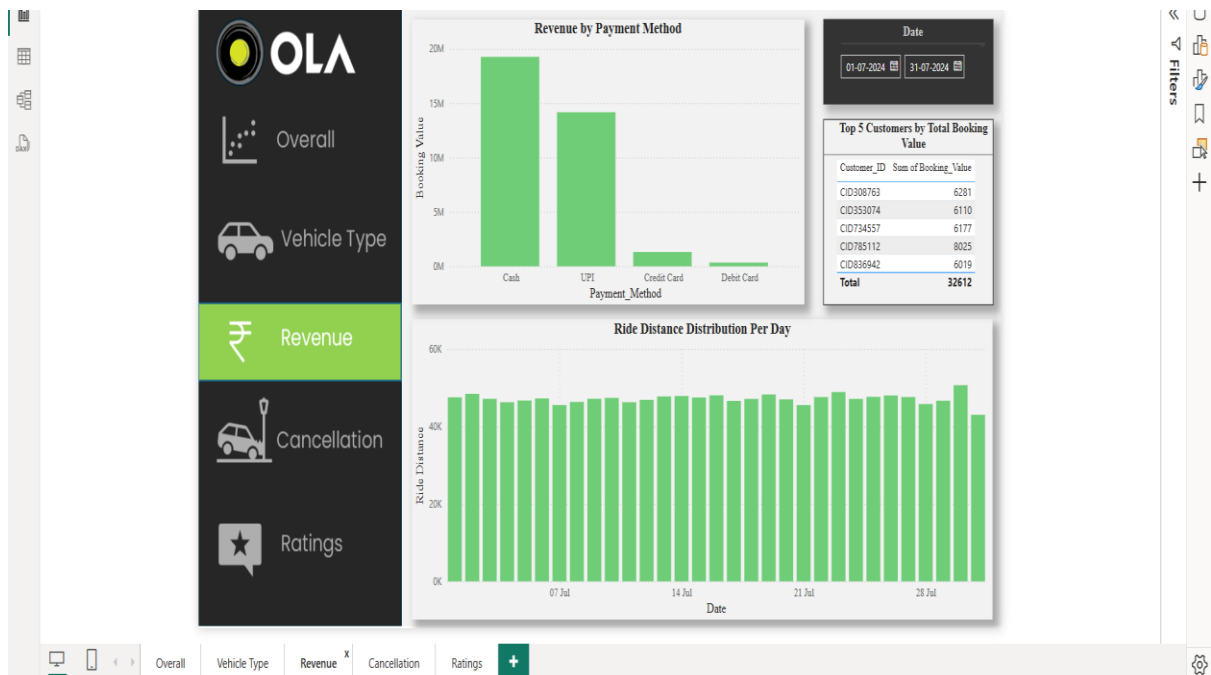 OLA
Overall
Vehicle Type
₹ Revenue
Cancellation
Ratings
Revenue by Payment Method
20M
15M
10M
5M
0M
Booking Value
Cash UPI Credit Card Debit Card
Payment_Method
Date
01-07-2024 31-07-2024
Top 5 Customers by Total Booking
Value
Customer_ID Sum of Booking_Value
CID308763 6281
CID353074 6110
CID734557 6177
CID785112 8025
CID836942 6019
Total 32612
Ride Distance Distribution Per Day
60K
40K
20K
0K
Ride Distance
07 Jul 14 Jul 21 Jul 28 Jul
Date
Filters
Overall Vehicle Type Revenue X Cancellation Ratings +